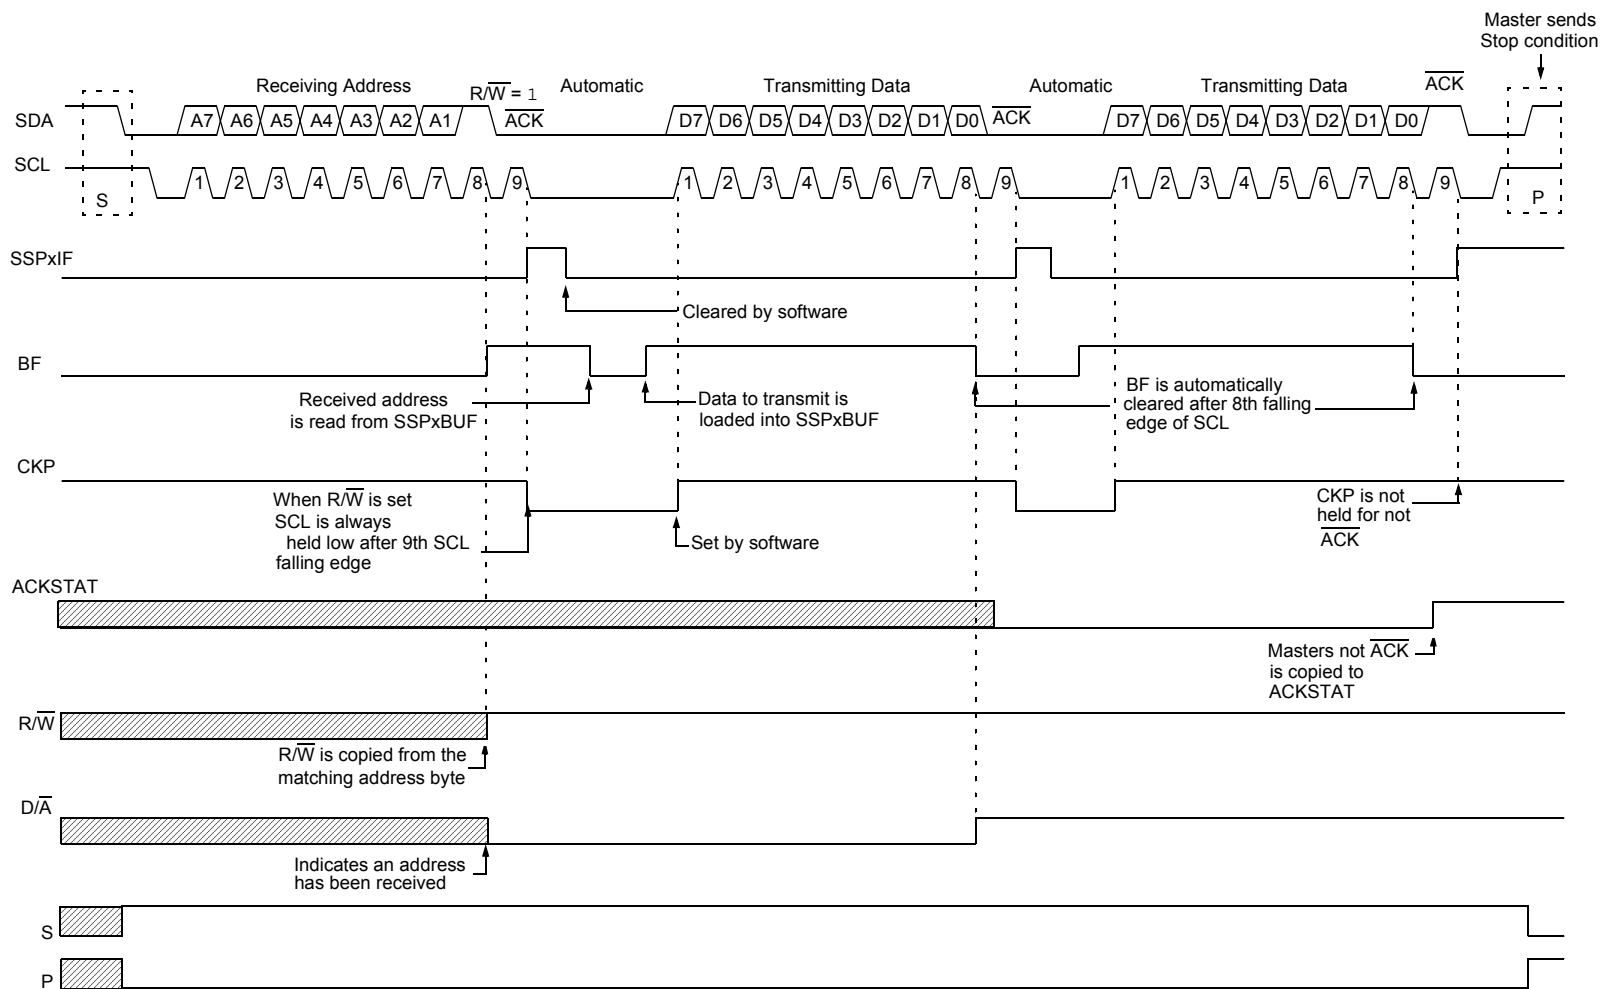 Master sends
Stop condition
Receiving Address
R/W̅ = 1
Automatic
Transmitting Data
Automatic
Transmitting Data
A̅C̅K̅
SDA
A7 A6 A5 A4 A3 A2 A1
A̅C̅K̅
D7 D6 D5 D4 D3 D2 D1 D0
A̅C̅K̅
D7 D6 D5 D4 D3 D2 D1 D0
SCL
1 2 3 4 5 6 7 8 9
1 2 3 4 5 6 7 8 9
1 2 3 4 5 6 7 8 9
S
P
SSPxIF
Cleared by software
BF
Received address
is read from SSPxBUF
Data to transmit is
loaded into SSPxBUF
BF is automatically
cleared after 8th falling
edge of SCL
CKP
When R/W̅ is set
SCL is always
held low after 9th SCL
falling edge
Set by software
CKP is not
held for not
A̅C̅K̅
ACKSTAT
Masters not A̅C̅K̅
is copied to
ACKSTAT
R/W̅
R/W̅ is copied from the
matching address byte
D/A̅
Indicates an address
has been received
S
P